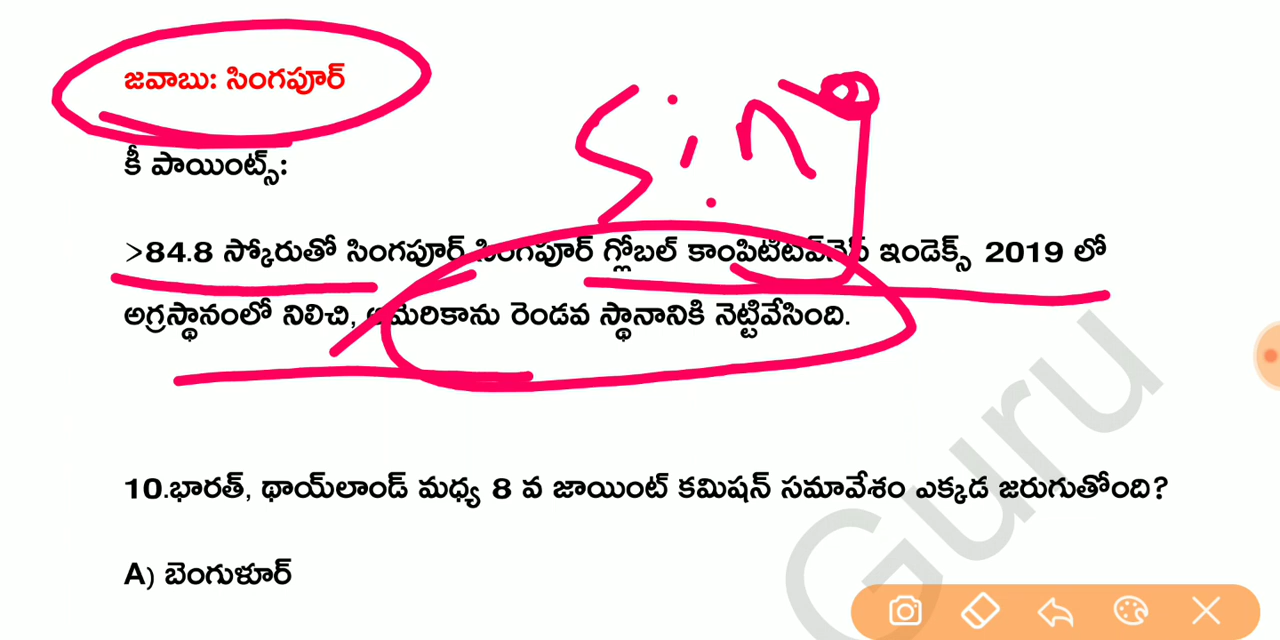 జవాబు: సింగపూర్
sing
కీ పాయింట్స్:
>84.8 స్కోరుతో సింగపూర్ సింగపూర్ గ్లోబల్ కాంపిటీటివ్‌నెస్ ఇండెక్స్ 2019 లో
అగ్రస్థానంలో నిలిచి, అమెరికాను రెండవ స్థానానికి నెట్టివేసింది.
10.భారత్, థాయ్‌లాండ్ మధ్య 8 వ జాయింట్ కమిషన్ సమావేశం ఎక్కడ జరుగుతోంది?
A) బెంగుళూర్
Guru